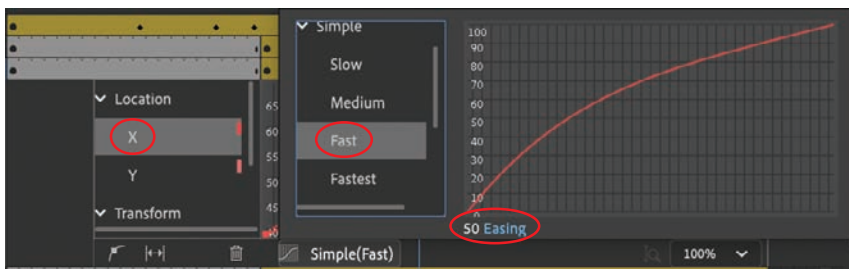 Location
X
Y
Transform
65
60
55
50
45
40
Simple
Slow
Medium
Fast
Fastest
100
90
80
70
60
50
40
30
20
10
0
50 Easing
Simple(Fast)
100%